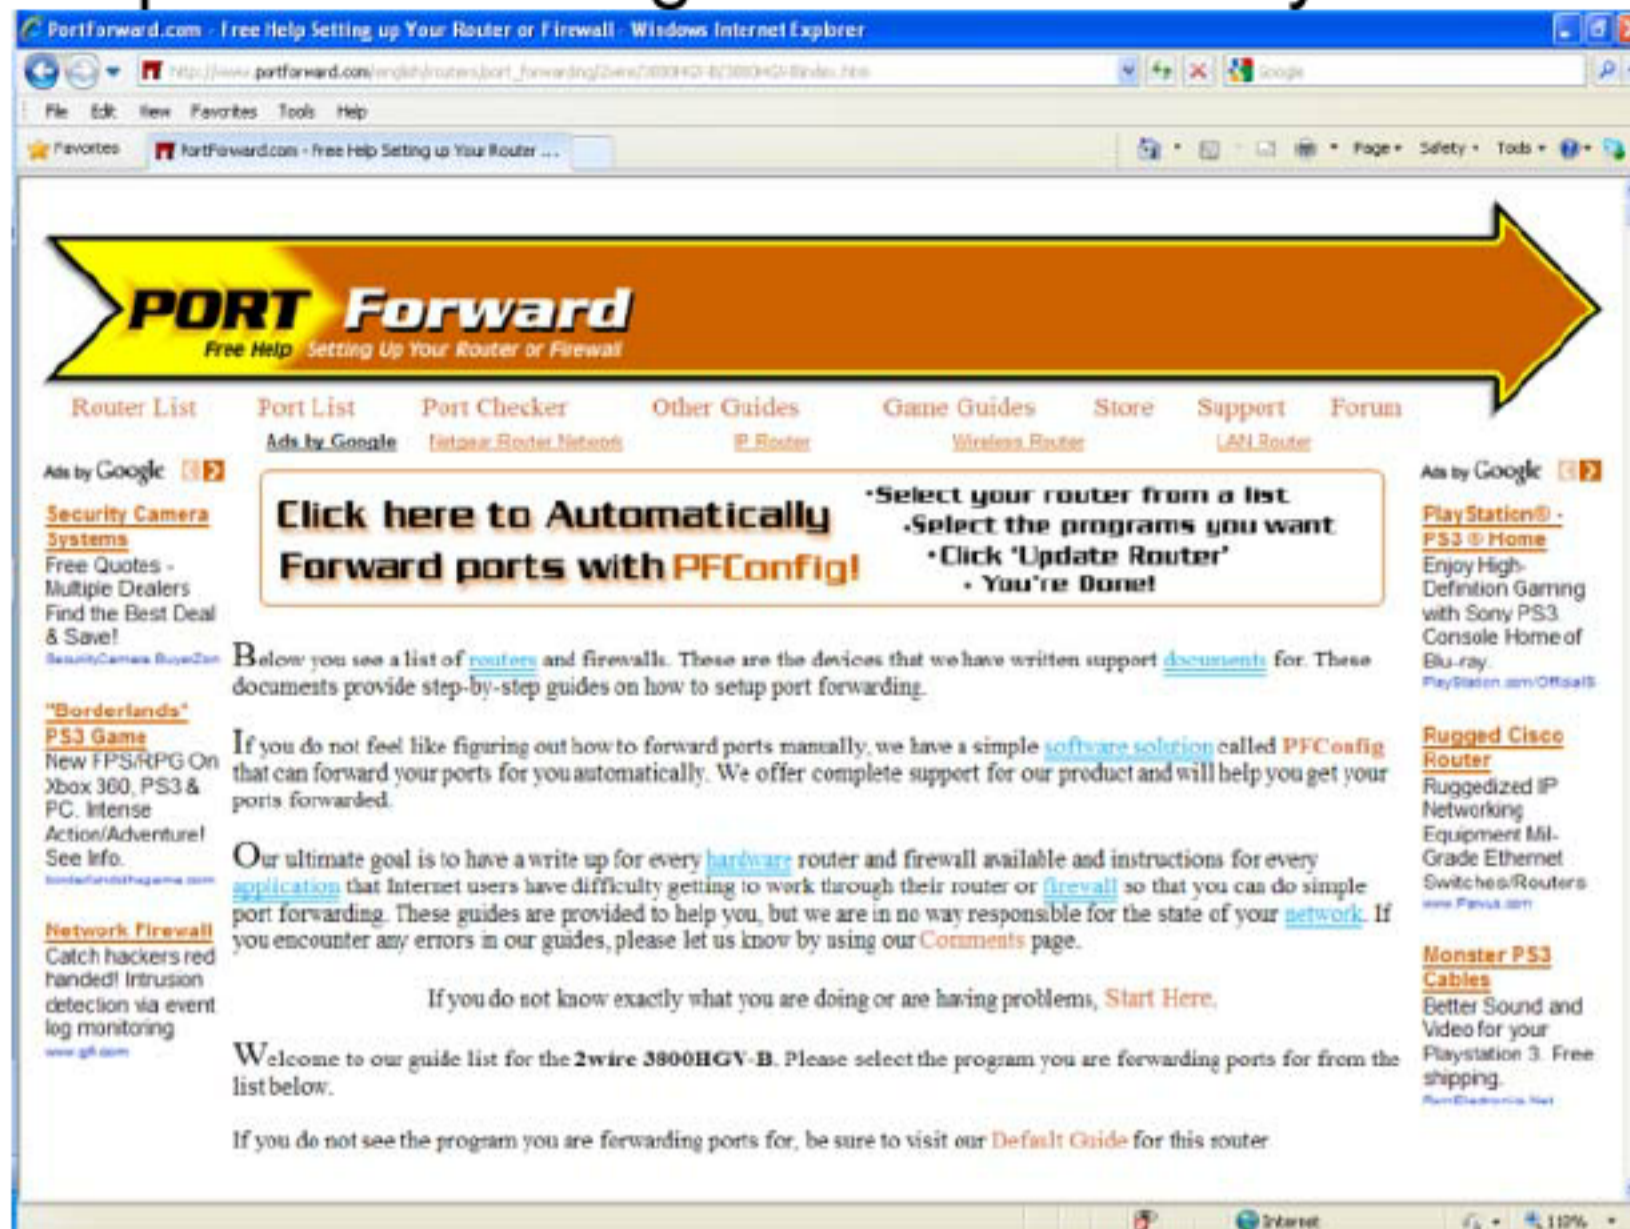 PortForward.com - Free Help Setting up Your Router or Firewall - Windows Internet Explorer
Google
File Edit View Favorites Tools Help
Favorites PortForward.com - Free Help Setting up Your Router ... Page Safety Tools
PORT Forward
Free Help Setting Up Your Router or Firewall
Router List Port List Port Checker Other Guides Game Guides Store Support Forum
Ads by Google Netgear Router Network IP Router Wireless Router LAN Router
Ads by Google
Security Camera
Systems
Free Quotes -
Multiple Dealers
Find the Best Deal
& Save!
"Borderlands"
PS3 Game
New FPS/RPG On
Xbox 360, PS3 &
PC. Intense
Action/Adventure!
See Info.
borderlandsthegame.com
Network Firewall
Catch hackers red
handed! Intrusion
detection via event
log monitoring
www.gfi.com
Click here to Automatically
Forward ports with PFConfig!
•Select your router from a list
•Select the programs you want
•Click 'Update Router'
• You're Done!
Below you see a list of routers and firewalls. These are the devices that we have written support documents for. These
documents provide step-by-step guides on how to setup port forwarding.
If you do not feel like figuring out how to forward ports manually, we have a simple software solution called PFConfig
that can forward your ports for you automatically. We offer complete support for our product and will help you get your
ports forwarded.
Our ultimate goal is to have a write up for every hardware router and firewall available and instructions for every
application that Internet users have difficulty getting to work through their router or firewall so that you can do simple
port forwarding. These guides are provided to help you, but we are in no way responsible for the state of your network. If
you encounter any errors in our guides, please let us know by using our Comments page.
If you do not know exactly what you are doing or are having problems, Start Here.
Welcome to our guide list for the 2wire 3800HGV-B. Please select the program you are forwarding ports for from the
list below.
If you do not see the program you are forwarding ports for, be sure to visit our Default Guide for this router
Ads by Google
PlayStation® -
PS3 ® Home
Enjoy High-
Definition Gaming
with Sony PS3.
Console Home of
Blu-ray.
Rugged Cisco
Router
Ruggedized IP
Networking
Equipment Mil-
Grade Ethernet
Switches/Routers
Monster PS3
Cables
Better Sound and
Video for your
Playstation 3. Free
shipping.
Internet 110%